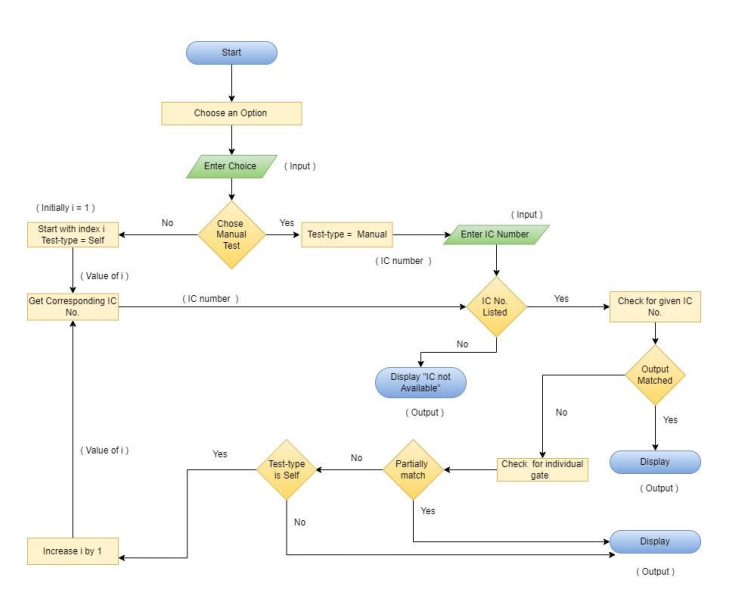 Start
Choose an Option
Enter Choice
( Input )
( Initially i = 1 )
No
Chose
Manual
Test
Yes
( Input )
Start with index i
Test-type = Self
Test-type = Manual
Enter IC Number
( IC number )
( Value of i )
Get Corresponding IC
No.
( IC number )
IC No.
Listed
Yes
Check for given IC
No.
No
Display "IC not
Available"
( Output )
Output
Matched
No
Yes
( Value of i )
Yes
Test-type
is Self
No
Partially
match
Check for individual
gate
Display
( Output )
No
Yes
Increase i by 1
Display
( Output )